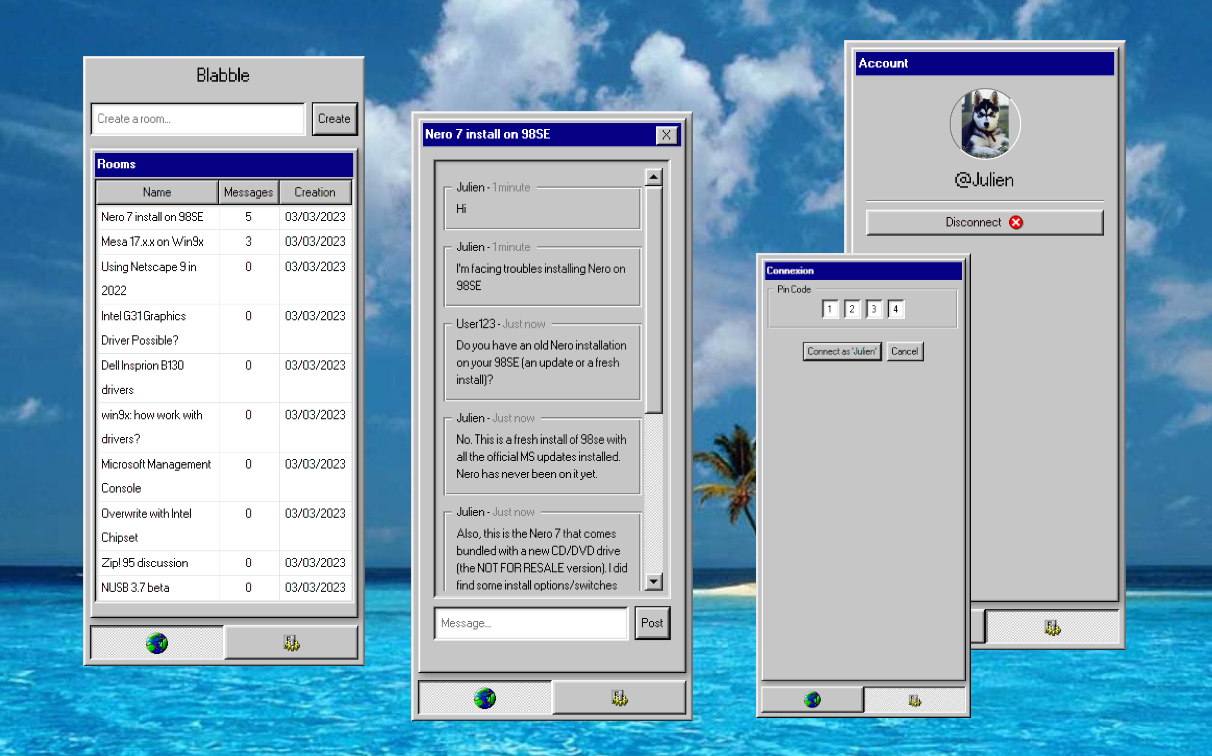 Blabble
Create a room...
Create
Rooms
Name Messages Creation
Nero 7 install on 98SE 5 03/03/2023
Mesa 17.x.x on Win9x 3 03/03/2023
Using Netscape 9 in 0 03/03/2023
2022
Intel G31 Graphics 0 03/03/2023
Driver Possible?
Dell Insprion B130 0 03/03/2023
drivers
win9x: how work with 0 03/03/2023
drivers?
Microsoft Management 0 03/03/2023
Console
Overwrite with Intel 0 03/03/2023
Chipset
Zip! 95 discussion 0 03/03/2023
NUSB 3.7 beta 0 03/03/2023
Nero 7 install on 98SE X
Julien - 1 minute
Hi
Julien - 1 minute
I'm facing troubles installing Nero on
98SE
User123 - Just now
Do you have an old Nero installation
on your 98SE (an update or a fresh
install)?
Julien - Just now
No. This is a fresh install of 98se with
all the official MS updates installed.
Nero has never been on it yet.
Julien - Just now
Also, this is the Nero 7 that comes
bundled with a new CD/DVD drive
(the NOT FOR RESALE version). I did
find some install options/switches
Message...
Post
Account
@Julien
Disconnect
Connexion
Pin Code
1 2 3 4
Connect as 'Julien' Cancel